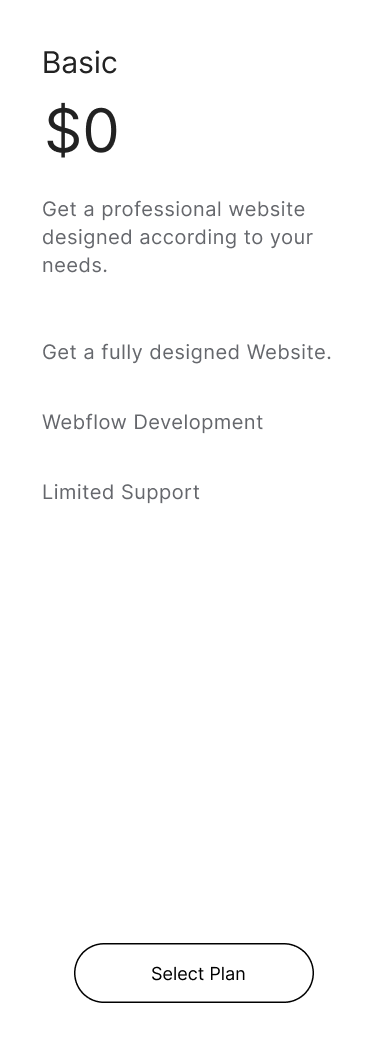 Basic
$0
Get a professional website
designed according to your
needs.
Get a fully designed Website.
Webflow Development
Limited Support
Select Plan